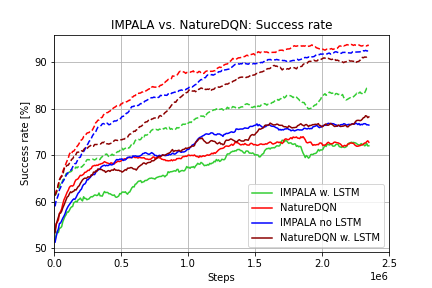 IMPALA vs. NatureDQN: Success rate
Success rate [%]
90
80
70
60
50
0.0 0.5 1.0 1.5 2.0 2.5
1e6
Steps
IMPALA w. LSTM
NatureDQN
IMPALA no LSTM
NatureDQN w. LSTM